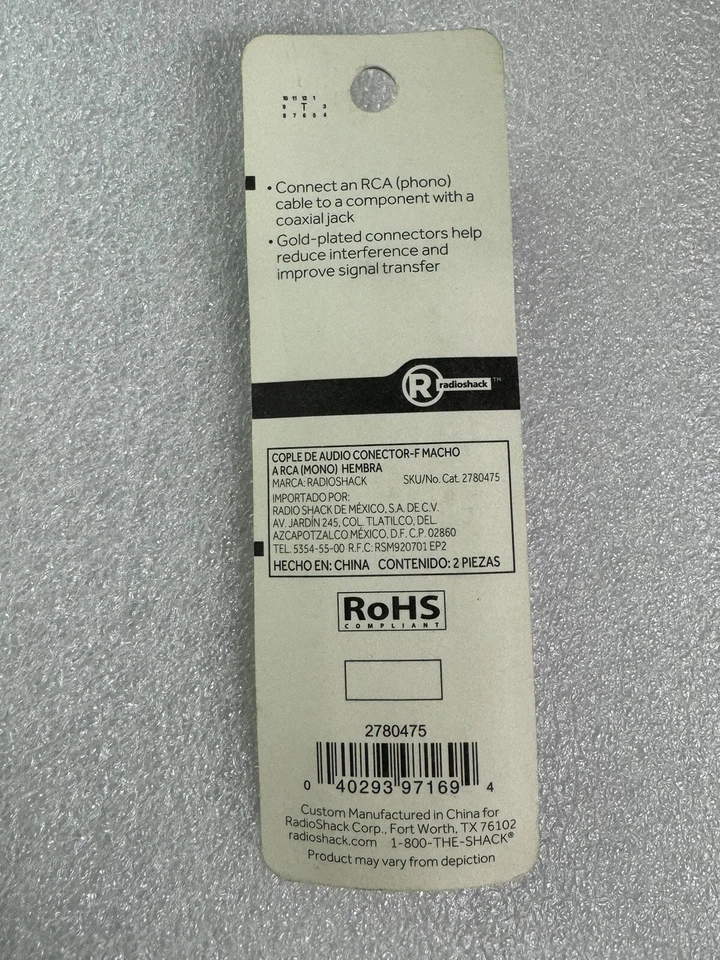 10 11 12 1
9 T 3
8 7 6 5 4
• Connect an RCA (phono)
cable to a component with a
coaxial jack
• Gold-plated connectors help
reduce interference and
improve signal transfer
R radioshack™
COPLE DE AUDIO CONECTOR-F MACHO
A RCA (MONO) HEMBRA
MARCA: RADIOSHACK SKU/No. Cat. 2780475
IMPORTADO POR:
RADIO SHACK DE MÉXICO, S.A. DE C.V.
AV. JARDÍN 245, COL. TLATILCO, DEL.
AZCAPOTZALCO MÉXICO, D.F. C.P. 02860
TEL. 5354-55-00 R.F.C: RSM920701 EP2
HECHO EN: CHINA CONTENIDO: 2 PIEZAS
RoHS
COMPLIANT
2780475
0 40293 97169 4
Custom Manufactured in China for
RadioShack Corp., Fort Worth, TX 76102
radioshack.com 1-800-THE-SHACK®
Product may vary from depiction